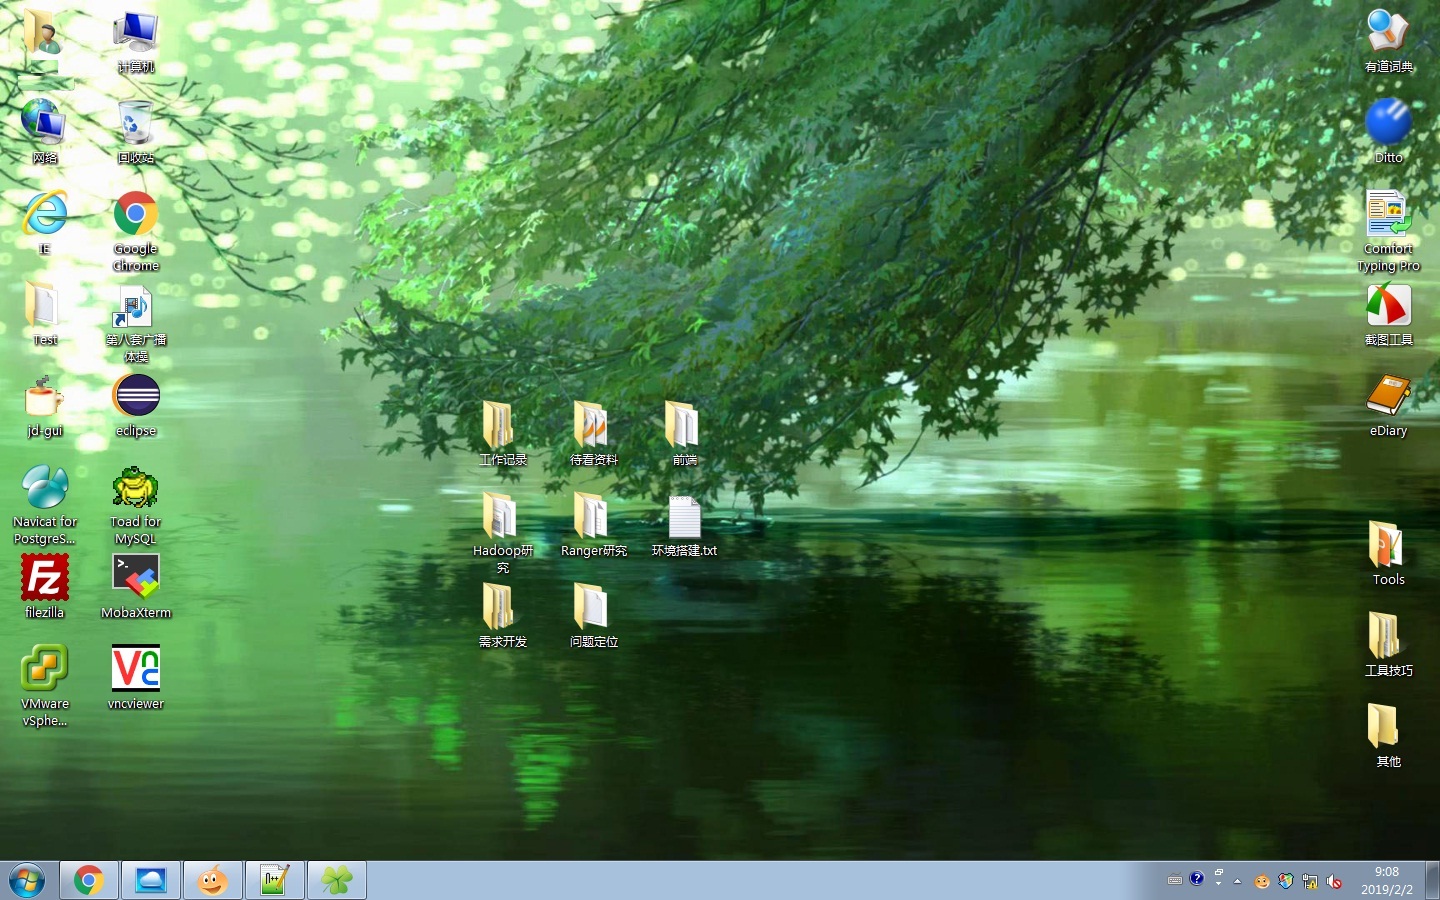 计算机
网络
回收站
IE
Google
Chrome
Test
第八套广播
体操
jd-gui
eclipse
Navicat for
PostgreS...
Toad for
MySQL
filezilla
MobaXterm
VMware
vSphe...
vncviewer
工作记录
待看资料
前端
Hadoop研
究
Ranger研究
环境搭建.txt
需求开发
问题定位
有道词典
Ditto
Comfort
Typing Pro
截图工具
eDiary
Tools
工具技巧
其他
9:08
2019/2/2